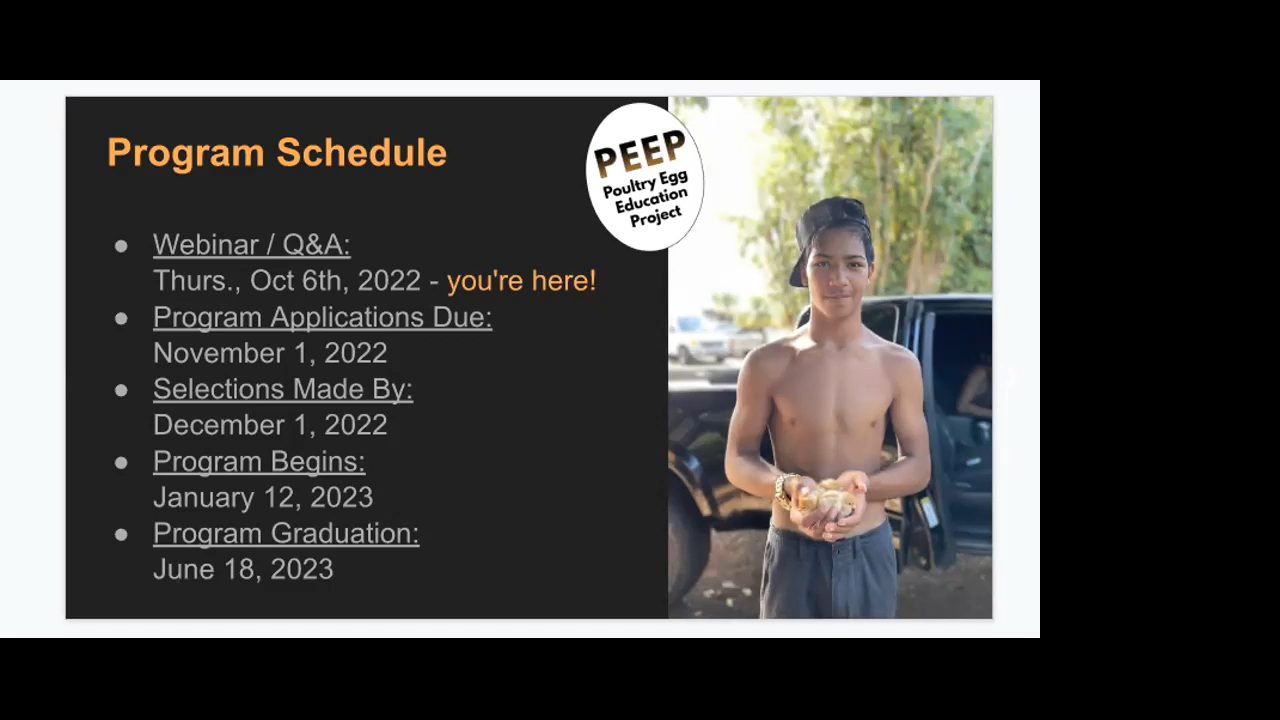 Program Schedule
PEEP
Poultry Egg
Education
Project
● Webinar / Q&A:
Thurs., Oct 6th, 2022 - you're here!
● Program Applications Due:
November 1, 2022
● Selections Made By:
December 1, 2022
● Program Begins:
January 12, 2023
● Program Graduation:
June 18, 2023